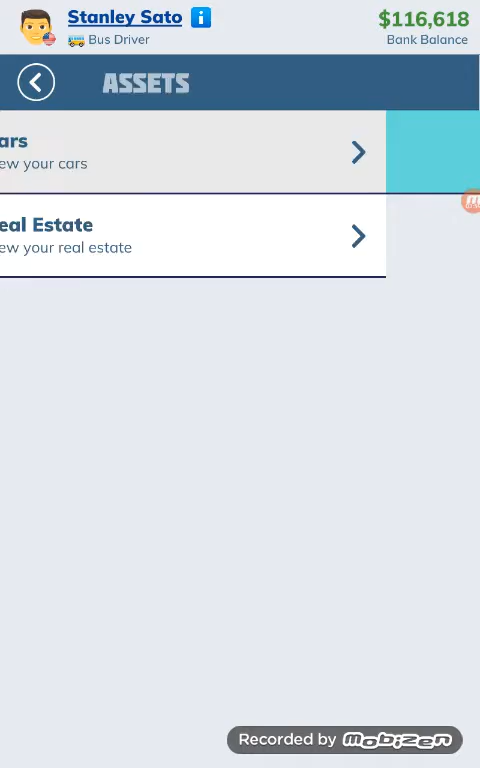 Stanley Sato i
$116,618
Bus Driver
Bank Balance
ASSETS
ars
ew your cars
eal Estate
ew your real estate
Recorded by mobizen